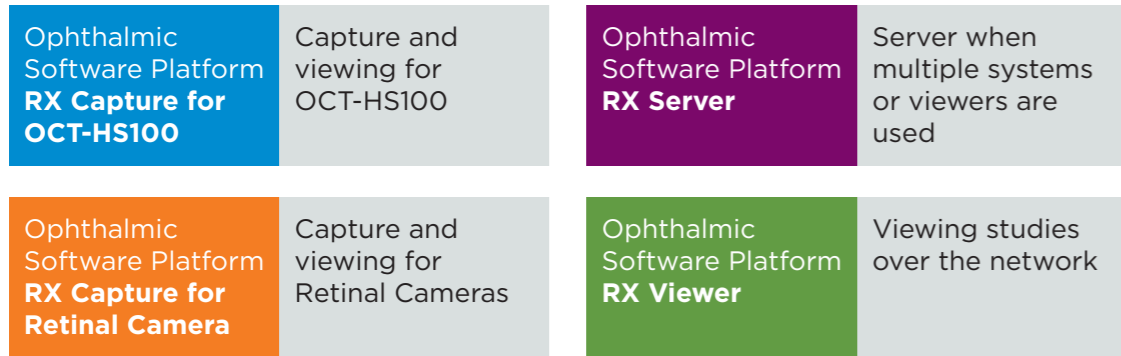 Ophthalmic
Software Platform
RX Capture for
OCT-HS100
Capture and
viewing for
OCT-HS100
Ophthalmic
Software Platform
RX Server
Server when
multiple systems
or viewers are
used
Ophthalmic
Software Platform
RX Capture for
Retinal Camera
Capture and
viewing for
Retinal Cameras
Ophthalmic
Software Platform
RX Viewer
Viewing studies
over the network